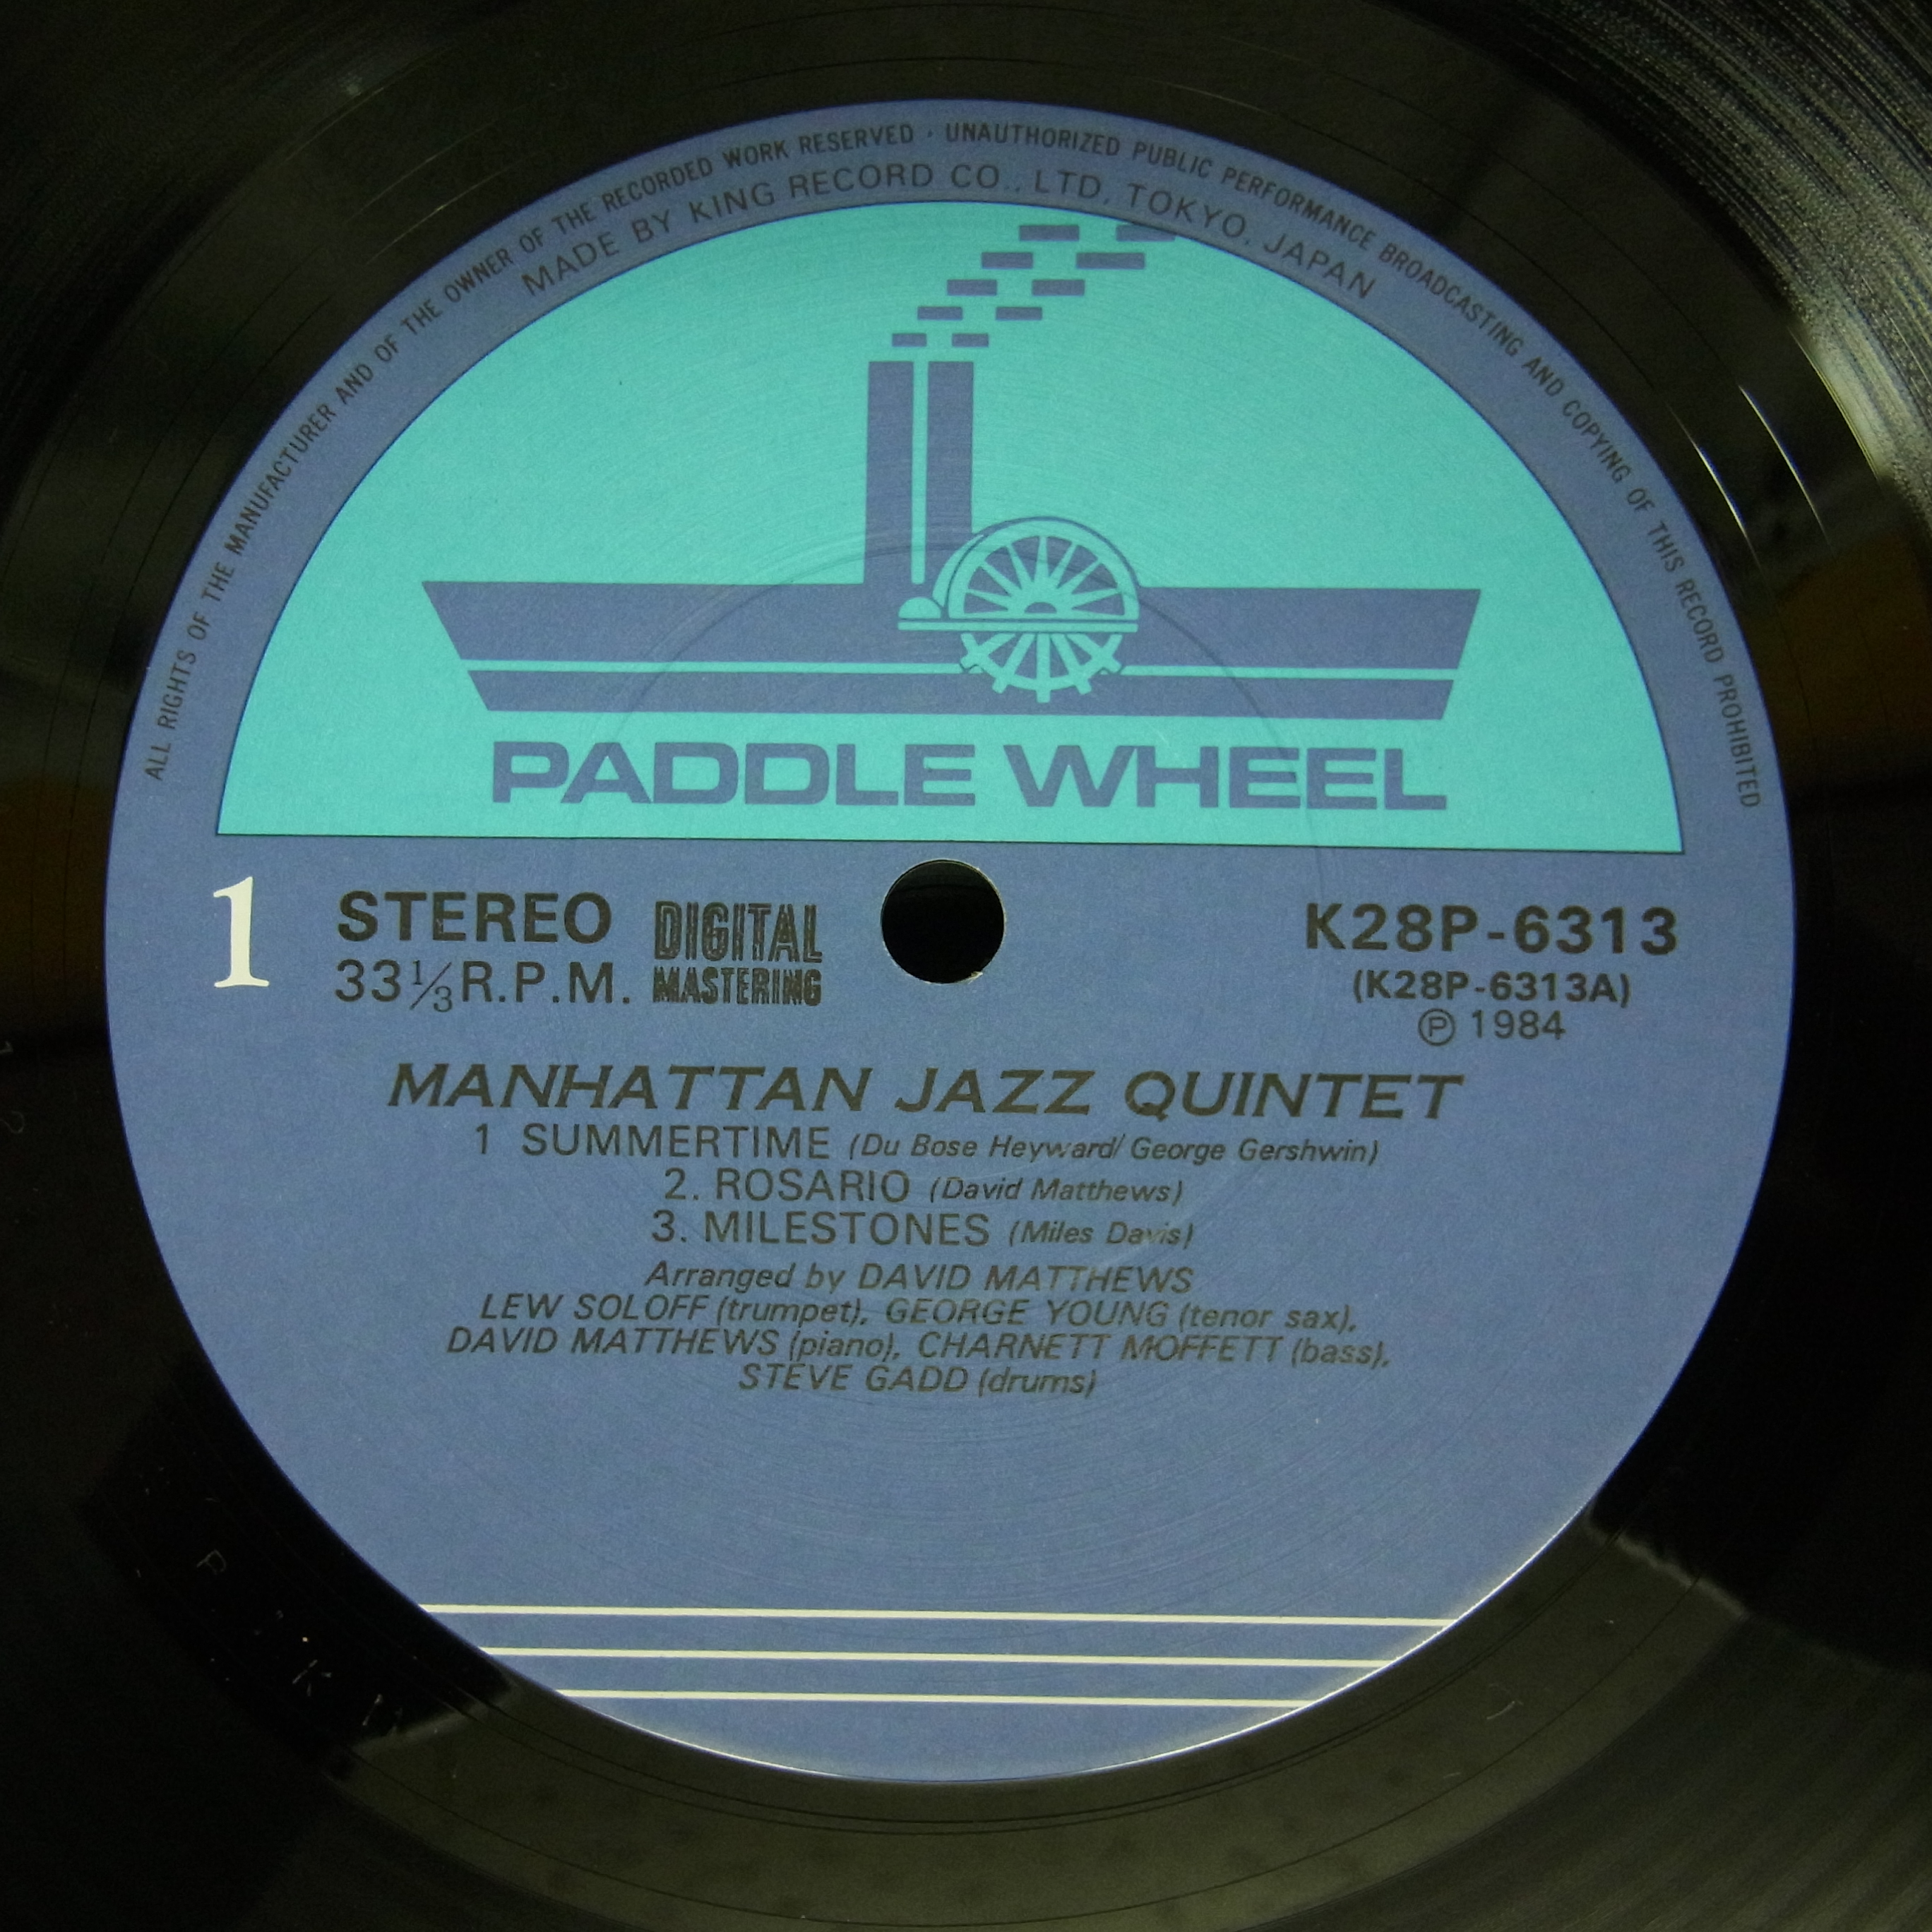 ALL RIGHTS OF THE MANUFACTURER AND OF THE OWNER OF THE RECORDED WORK RESERVED · UNAUTHORIZED PUBLIC PERFORMANCE BROADCASTING AND COPYING OF THIS RECORD PROHIBITED
MADE BY KING RECORD CO., LTD, TOKYO, JAPAN
PADDLE WHEEL
1 STEREO DIGITAL K28P-6313
33⅓R.P.M. MASTERING (K28P-6313A)
℗ 1984
MANHATTAN JAZZ QUINTET
1 SUMMERTIME (Du Bose Heyward/George Gershwin)
2. ROSARIO (David Matthews)
3. MILESTONES (Miles Davis)
Arranged by DAVID MATTHEWS
LEW SOLOFF (trumpet), GEORGE YOUNG (tenor sax),
DAVID MATTHEWS (piano), CHARNETT MOFFETT (bass),
STEVE GADD (drums)